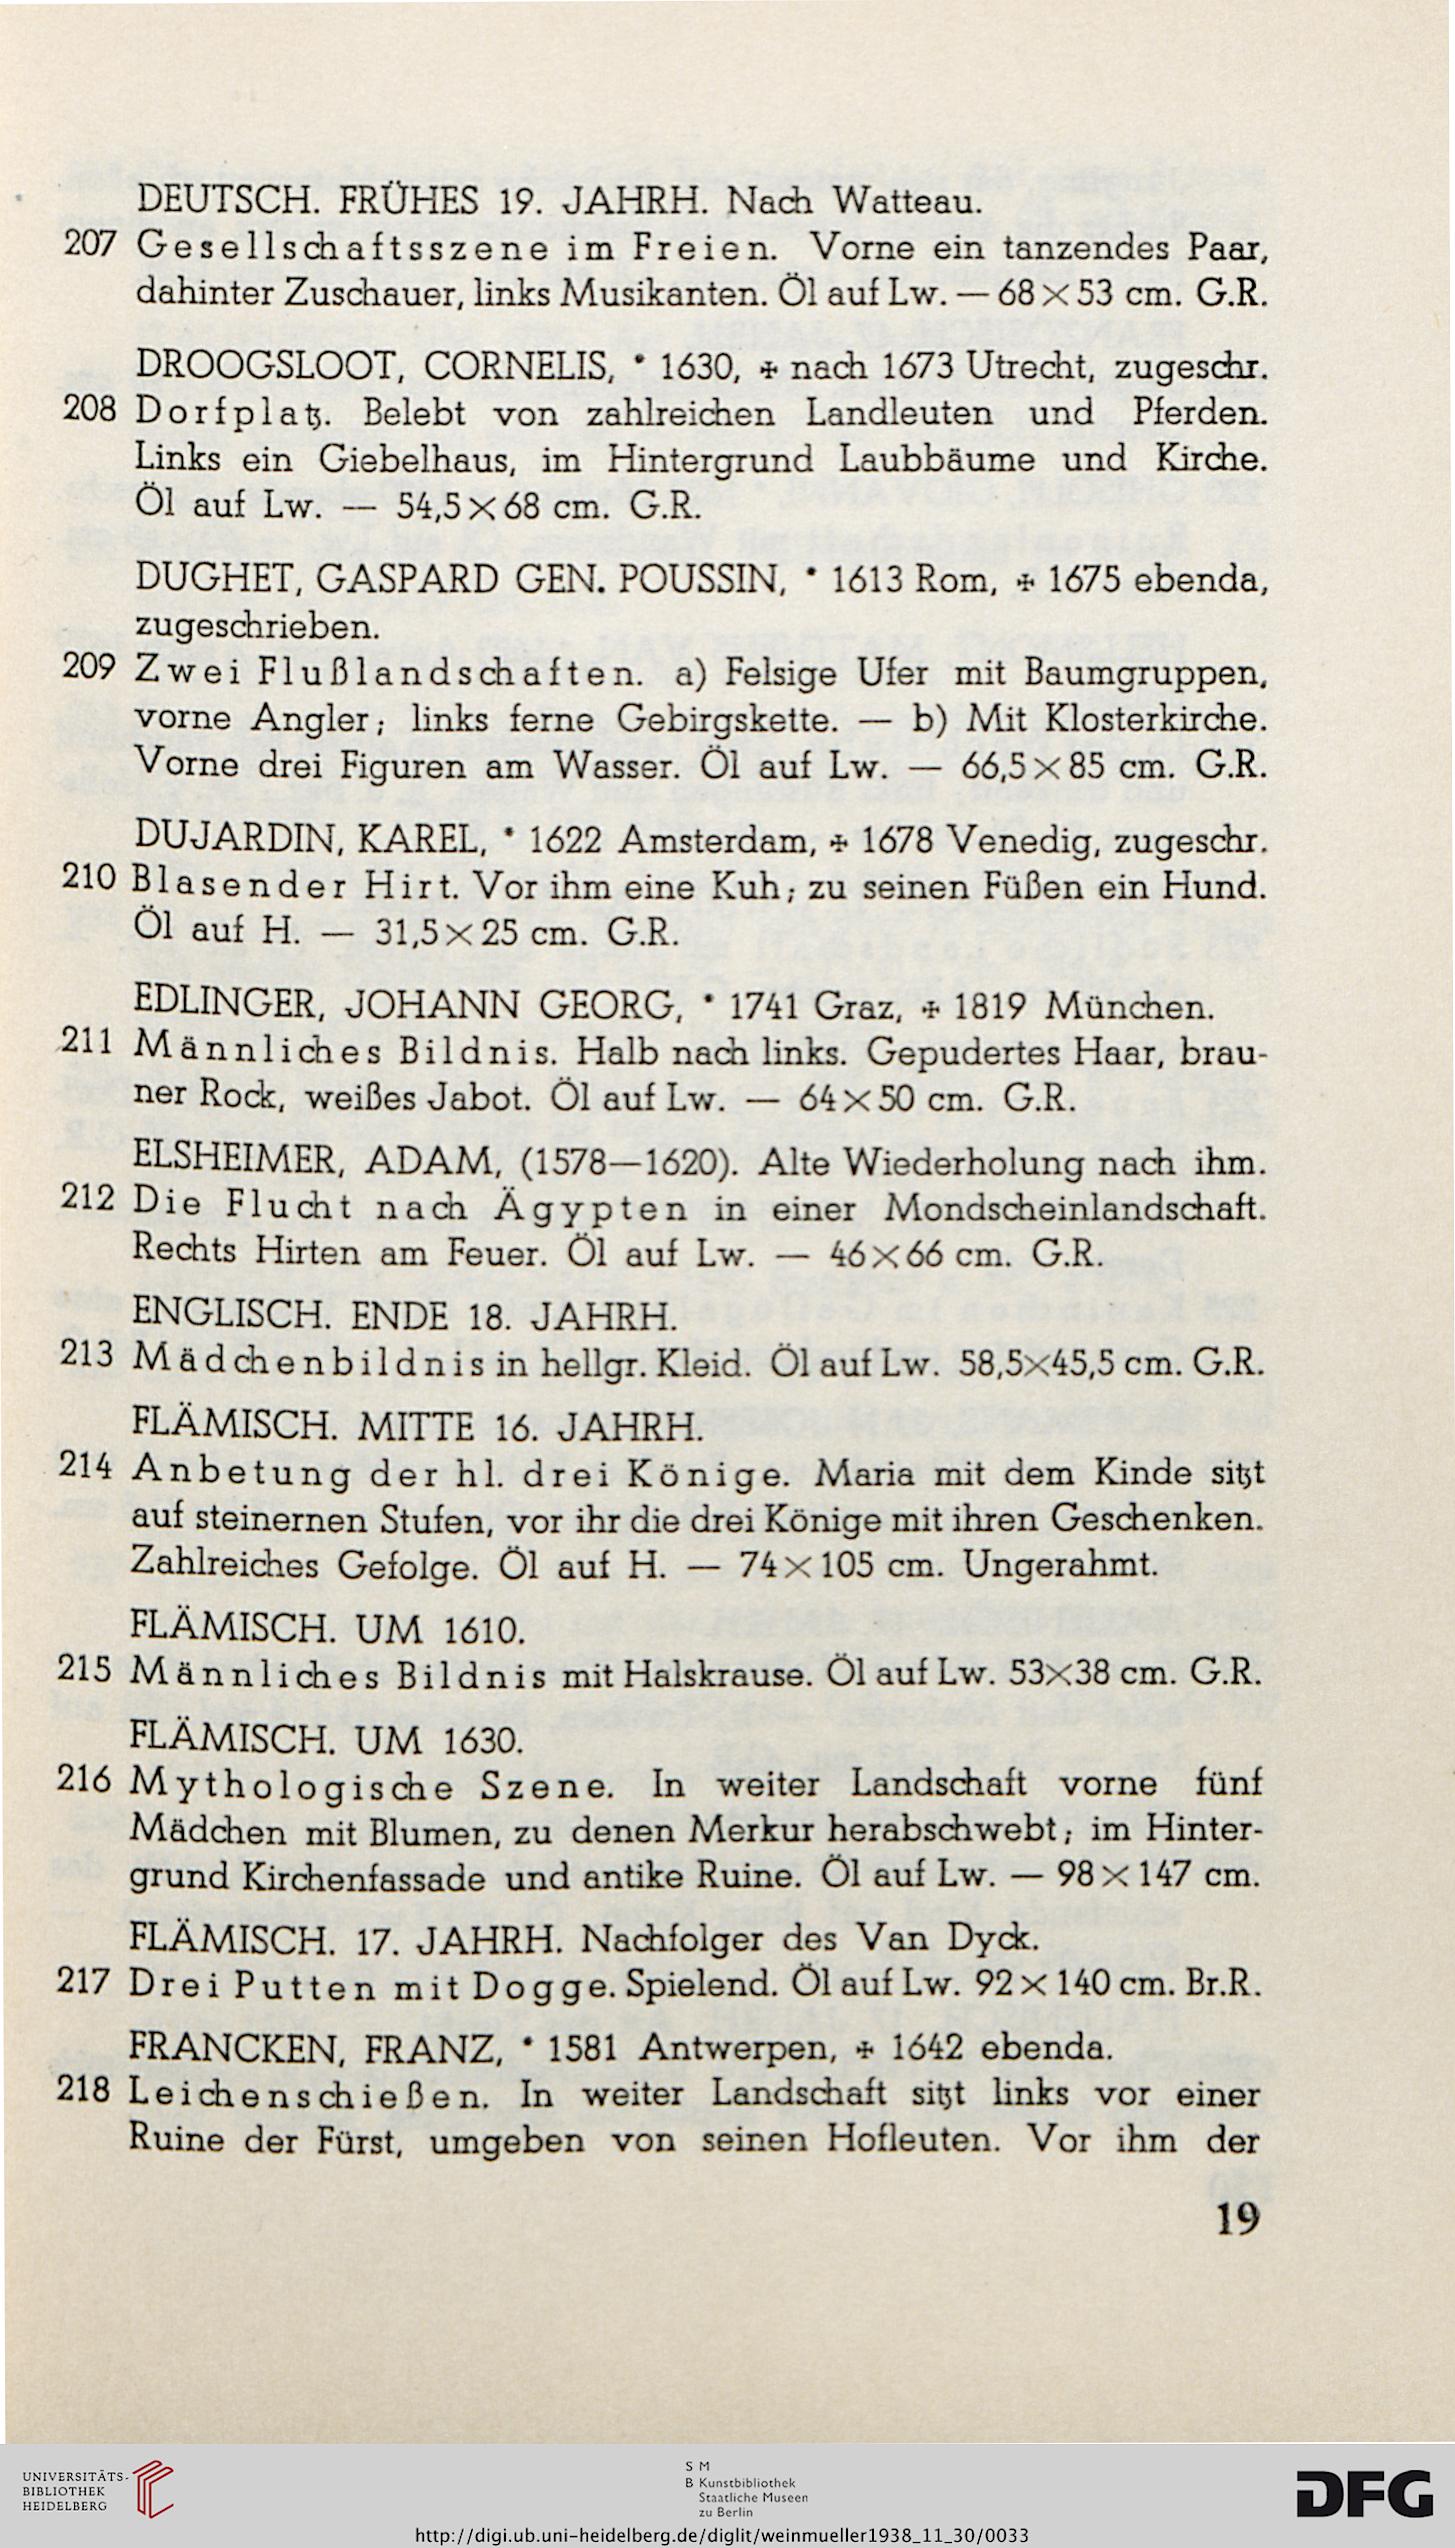 DEUTSCH. FRÜHES 19. JAHRH. Nach Watteau.
207 Gesellschaftsszene im Freien. Vorne ein tanzendes Paar,
dahinter Zuschauer, links Musikanten. Öl auf Lw. — 68×53 cm. G.R.
DROOGSLOOT, CORNELIS, * 1630, ✠ nach 1673 Utrecht, zugeschr.
208 Dorfplatz. Belebt von zahlreichen Landleuten und Pferden.
Links ein Giebelhaus, im Hintergrund Laubbäume und Kirche.
Öl auf Lw. — 54,5×68 cm. G.R.
DUGHET, GASPARD GEN. POUSSIN, * 1613 Rom, ✠ 1675 ebenda,
zugeschrieben.
209 Zwei Flußlandschaften. a) Felsige Ufer mit Baumgruppen,
vorne Angler; links ferne Gebirgskette. — b) Mit Klosterkirche.
Vorne drei Figuren am Wasser. Öl auf Lw. — 66,5×85 cm. G.R.
DUJARDIN, KAREL, * 1622 Amsterdam, ✠ 1678 Venedig, zugeschr.
210 Blasender Hirt. Vor ihm eine Kuh; zu seinen Füßen ein Hund.
Öl auf H. — 31,5×25 cm. G.R.
EDLINGER, JOHANN GEORG, * 1741 Graz, ✠ 1819 München.
211 Männliches Bildnis. Halb nach links. Gepudertes Haar, brau-
ner Rock, weißes Jabot. Öl auf Lw. — 64×50 cm. G.R.
ELSHEIMER, ADAM, (1578—1620). Alte Wiederholung nach ihm.
212 Die Flucht nach Ägypten in einer Mondscheinlandschaft.
Rechts Hirten am Feuer. Öl auf Lw. — 46×66 cm. G.R.
ENGLISCH. ENDE 18. JAHRH.
213 Mädchenbildnis in hellgr. Kleid. Öl auf Lw. 58,5×45,5 cm. G.R.
FLÄMISCH. MITTE 16. JAHRH.
214 Anbetung der hl. drei Könige. Maria mit dem Kinde sitzt
auf steinernen Stufen, vor ihr die drei Könige mit ihren Geschenken.
Zahlreiches Gefolge. Öl auf H. — 74×105 cm. Ungerahmt.
FLÄMISCH. UM 1610.
215 Männliches Bildnis mit Halskrause. Öl auf Lw. 53×38 cm. G.R.
FLÄMISCH. UM 1630.
216 Mythologische Szene. In weiter Landschaft vorne fünf
Mädchen mit Blumen, zu denen Merkur herabschwebt; im Hinter-
grund Kirchenfassade und antike Ruine. Öl auf Lw. — 98×147 cm.
FLÄMISCH. 17. JAHRH. Nachfolger des Van Dyck.
217 Drei Putten mit Dogge. Spielend. Öl auf Lw. 92×140 cm. Br.R.
FRANCKEN, FRANZ, * 1581 Antwerpen, ✠ 1642 ebenda.
218 Leichenschießen. In weiter Landschaft sitzt links vor einer
Ruine der Fürst, umgeben von seinen Hofleuten. Vor ihm der
19
UNIVERSITÄTS-
BIBLIOTHEK
HEIDELBERG
S M
B Kunstbibliothek
Staatliche Museen
zu Berlin
DFG
http://digi.ub.uni-heidelberg.de/diglit/weinmueller1938_11_30/0033